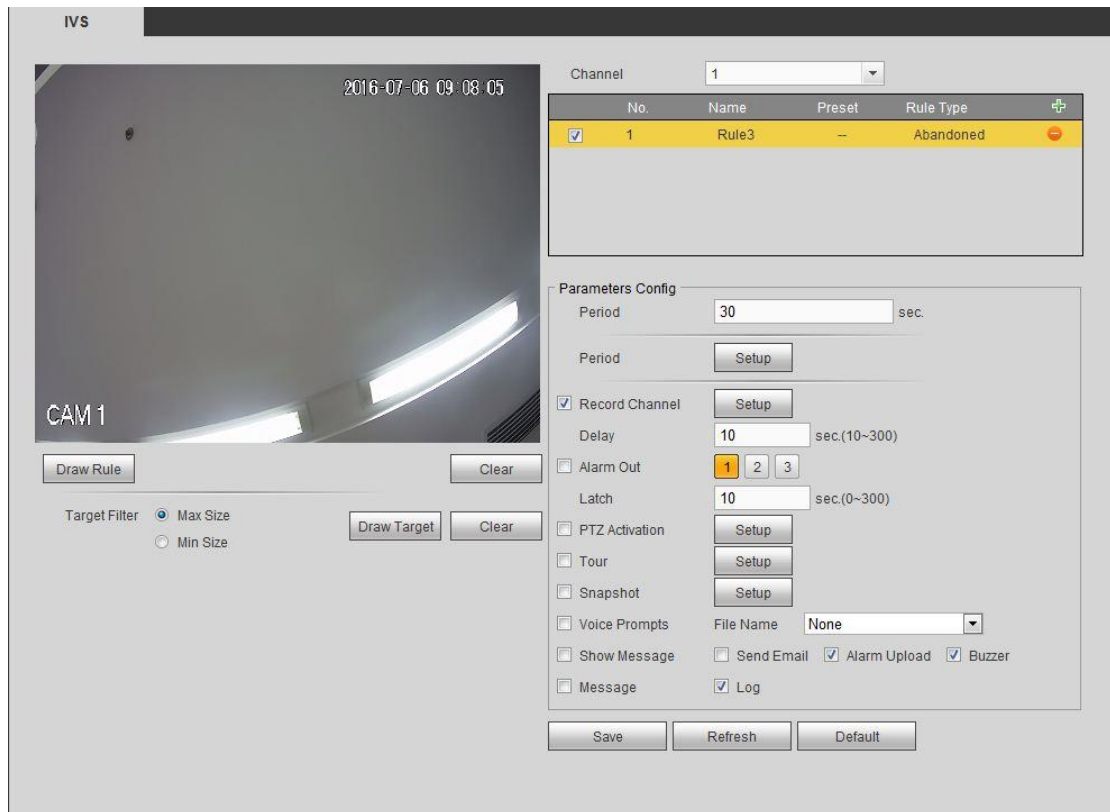 IVS
2016-07-06 09:08:05
CAM 1
Draw Rule
Clear
Target Filter
Max Size
Min Size
Draw Target
Clear
Channel 1
No. Name Preset Rule Type
1 Rule3 -- Abandoned
Parameters Config
Period 30 sec.
Period Setup
Record Channel Setup
Delay 10 sec.(10~300)
Alarm Out 1 2 3
Latch 10 sec.(0~300)
PTZ Activation Setup
Tour Setup
Snapshot Setup
Voice Prompts File Name None
Show Message Send Email Alarm Upload Buzzer
Message Log
Save Refresh Default